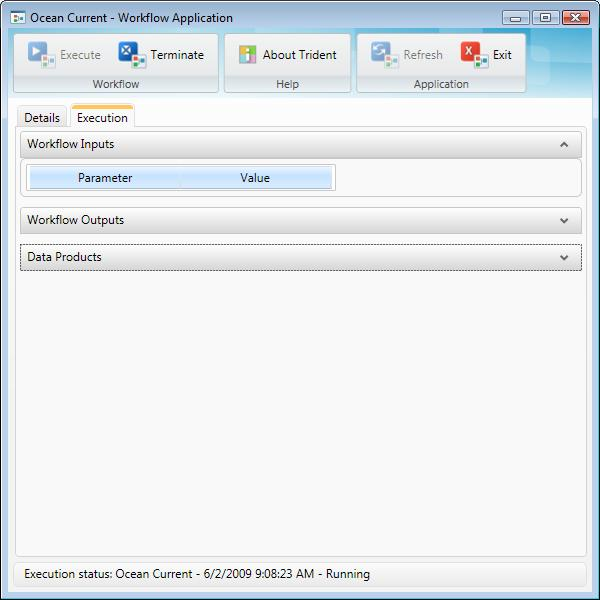 Ocean Current - Workflow Application
Execute Terminate About Trident Refresh Exit
Workflow Help Application
Details Execution
Workflow Inputs
Parameter Value
Workflow Outputs
Data Products
Execution status: Ocean Current - 6/2/2009 9:08:23 AM - Running